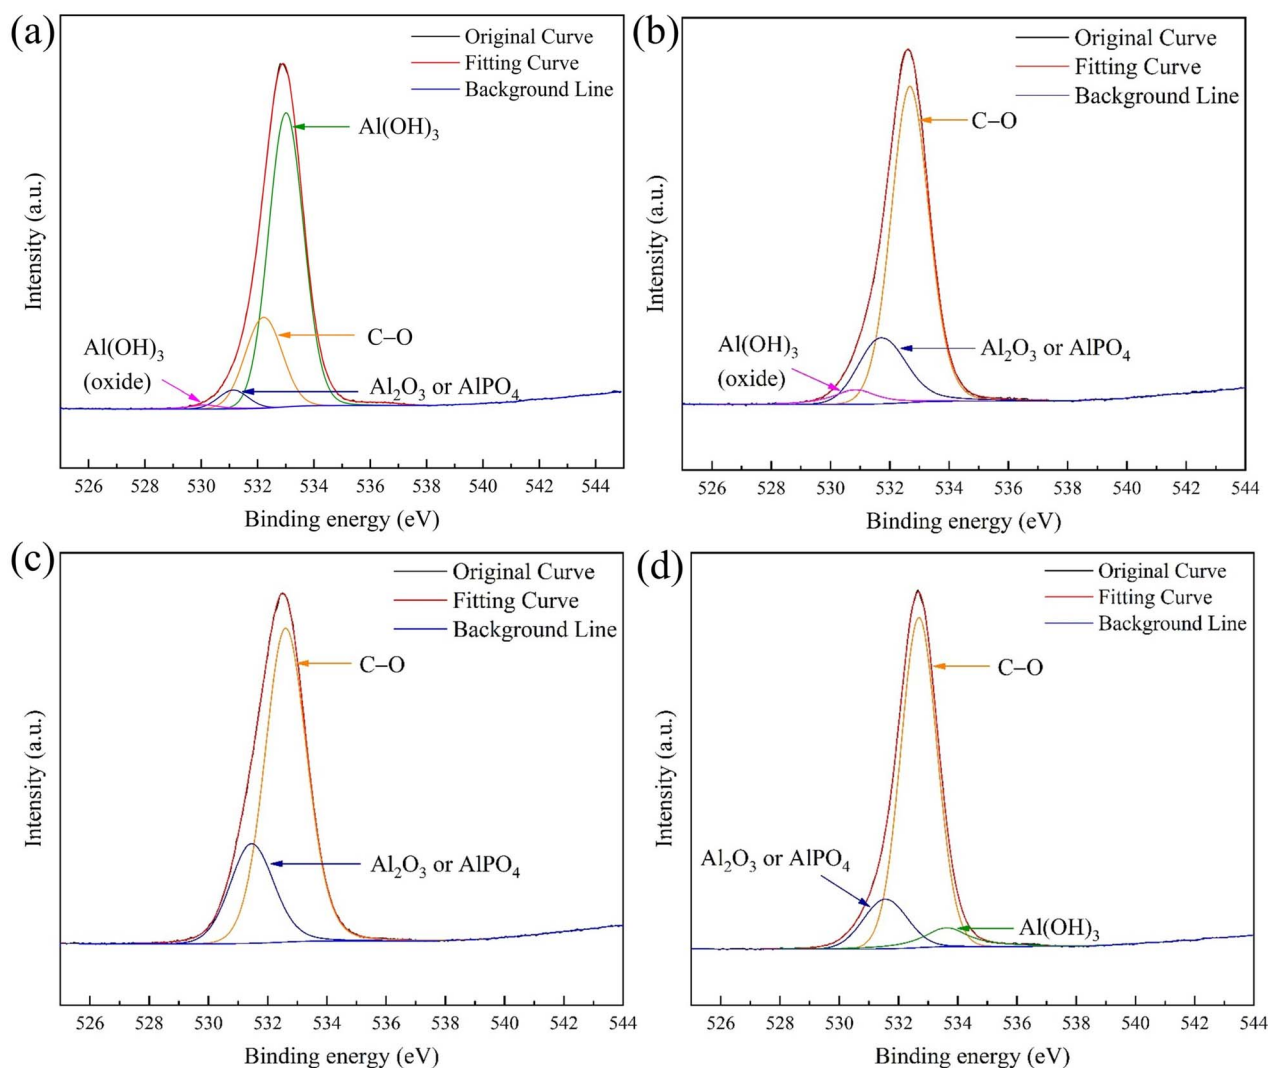 (a)
Original Curve
Fitting Curve
Background Line
Al(OH)₃
C–O
Al(OH)₃
(oxide)
Al₂O₃ or AlPO₄
Intensity (a.u.)
526 528 530 532 534 536 538 540 542 544
Binding energy (eV)
(b)
Original Curve
Fitting Curve
Background Line
C–O
Al(OH)₃
(oxide)
Al₂O₃ or AlPO₄
Intensity (a.u.)
526 528 530 532 534 536 538 540 542 544
Binding energy (eV)
(c)
Original Curve
Fitting Curve
Background Line
C–O
Al₂O₃ or AlPO₄
Intensity (a.u.)
526 528 530 532 534 536 538 540 542 544
Binding energy (eV)
(d)
Original Curve
Fitting Curve
Background Line
C–O
Al₂O₃ or AlPO₄
Al(OH)₃
Intensity (a.u.)
526 528 530 532 534 536 538 540 542 544
Binding energy (eV)